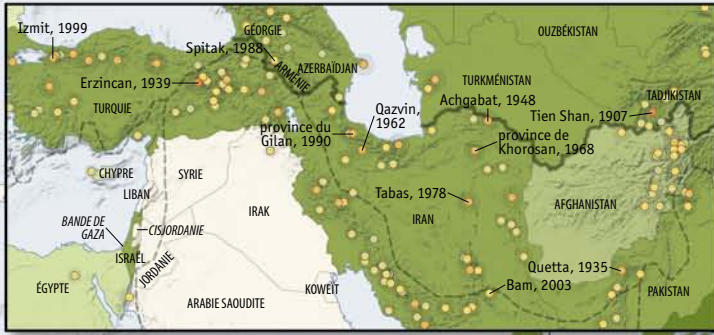 Izmit, 1999
GÉORGIE
OUZBÉKISTAN
Spitak, 1988
ARMÉNIE
AZERBAÏDJAN
Erzincan, 1939
TURKMÉNISTAN
TADJIKISTAN
TURQUIE
Qazvin,
1962
Achgabat, 1948
Tien Shan, 1907
province du
Gilan, 1990
province de
Khorosan, 1968
CHYPRE
SYRIE
LIBAN
Tabas, 1978
AFGHANISTAN
BANDE DE
GAZA
CISJORDANIE
IRAK
IRAN
ISRAËL
JORDANIE
Quetta, 1935
ÉGYPTE
KOWEÏT
Bam, 2003
PAKISTAN
ARABIE SAOUDITE